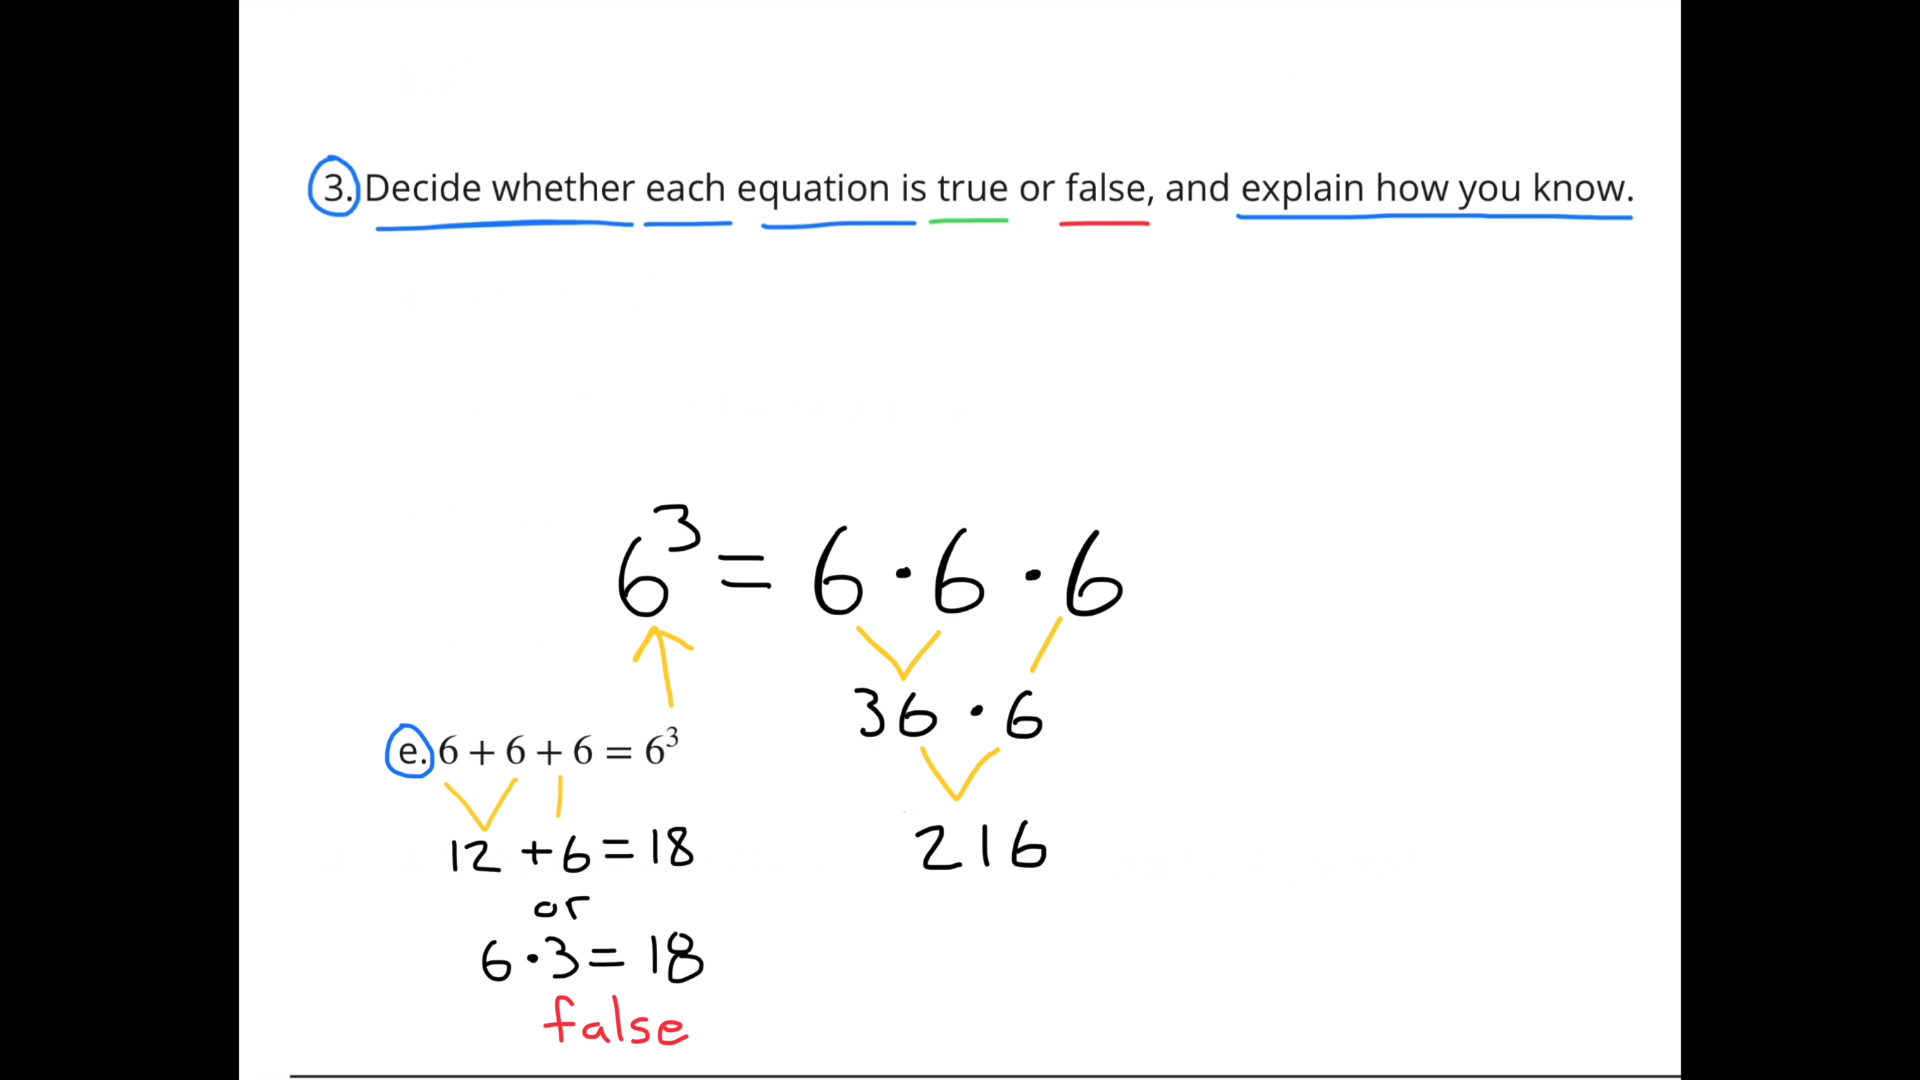 3. Decide whether each equation is true or false, and explain how you know.
6³ = 6 · 6 · 6
36 · 6
216
e. 6 + 6 + 6 = 6³
12 + 6 = 18
or
6 · 3 = 18
false